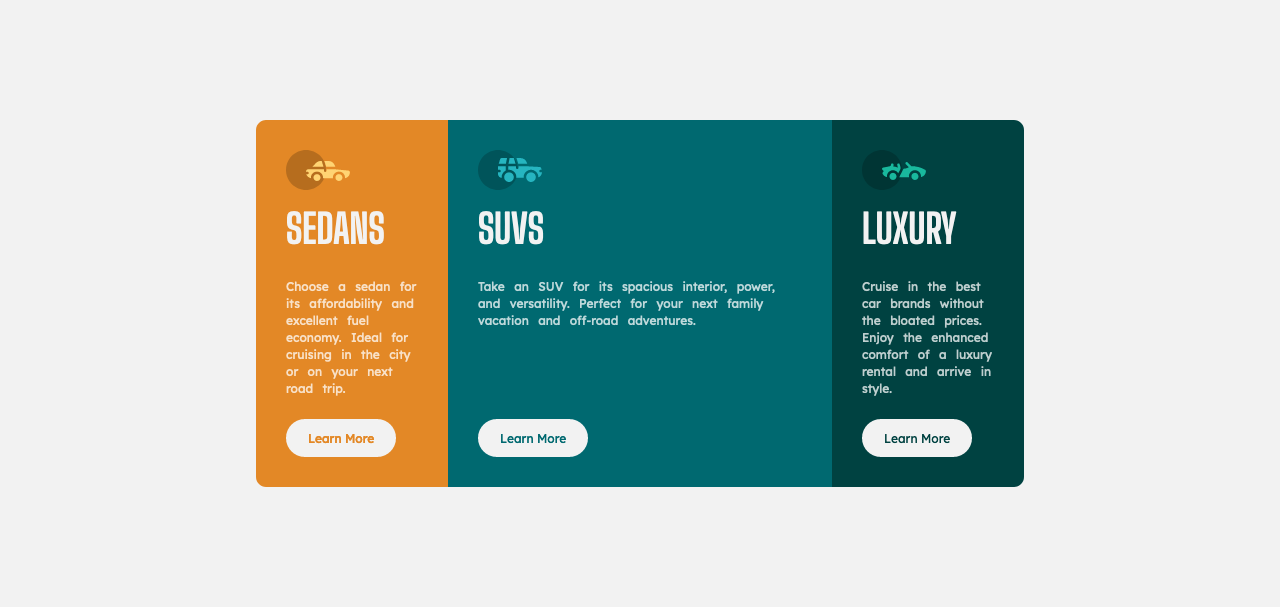 SEDANS
Choose a sedan for
its affordability and
excellent fuel
economy. Ideal for
cruising in the city
or on your next
road trip.
Learn More
SUVS
Take an SUV for its spacious interior, power,
and versatility. Perfect for your next family
vacation and off-road adventures.
Learn More
LUXURY
Cruise in the best
car brands without
the bloated prices.
Enjoy the enhanced
comfort of a luxury
rental and arrive in
style.
Learn More